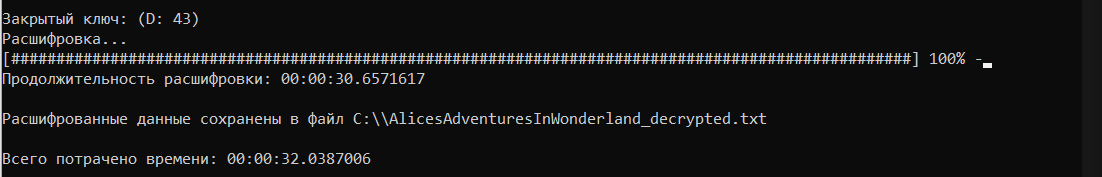 Закрытый ключ: (D: 43)
Расшифровка...
[####################################################################################################] 100% -
Продолжительность расшифровки: 00:00:30.6571617
Расшифрованные данные сохранены в файл C:\\AlicesAdventuresInWonderland_decrypted.txt
Всего потрачено времени: 00:00:32.0387006